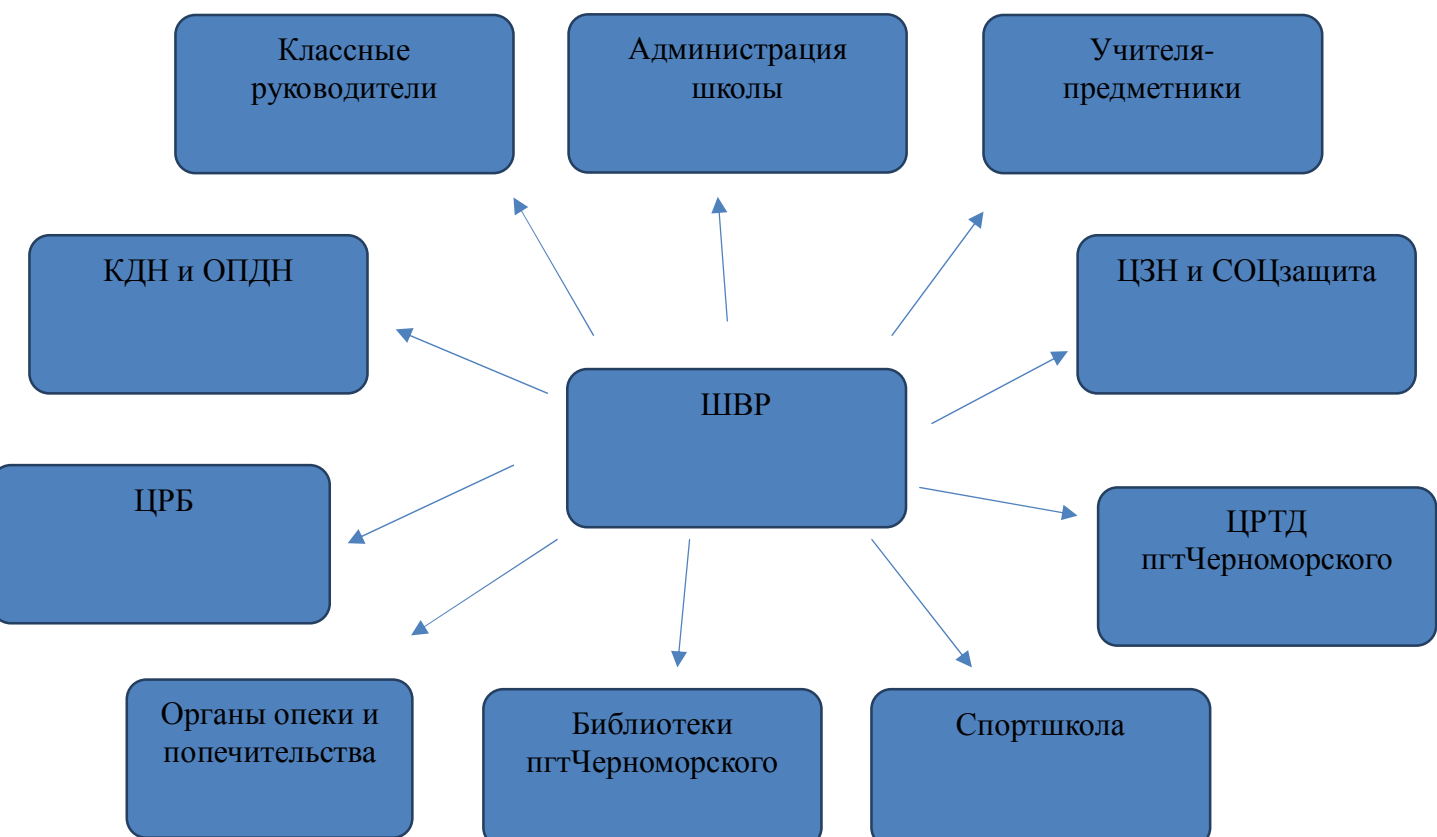 Классные
руководители
Администрация
школы
Учителя-
предметники
КДН и ОПДН
ЦЗН и СОЦзащита
ШВР
ЦРБ
ЦРТД
пгтЧерноморского
Органы опеки и
попечительства
Библиотеки
пгтЧерноморского
Спортшкола